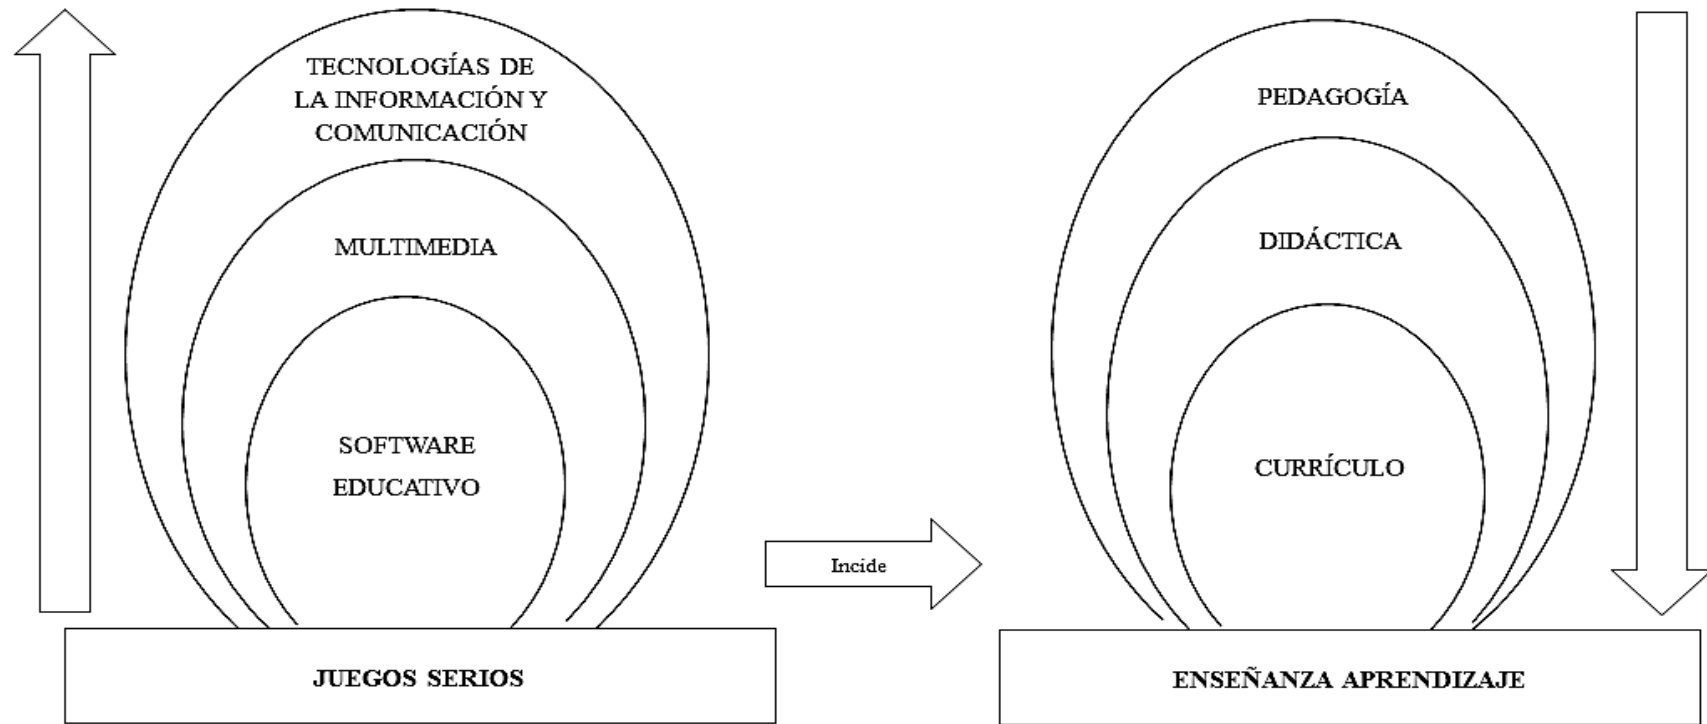 TECNOLOGÍAS DE
LA INFORMACIÓN Y
COMUNICACIÓN
MULTIMEDIA
SOFTWARE
EDUCATIVO
JUEGOS SERIOS
Incide
PEDAGOGÍA
DIDÁCTICA
CURRÍCULO
ENSEÑANZA APRENDIZAJE